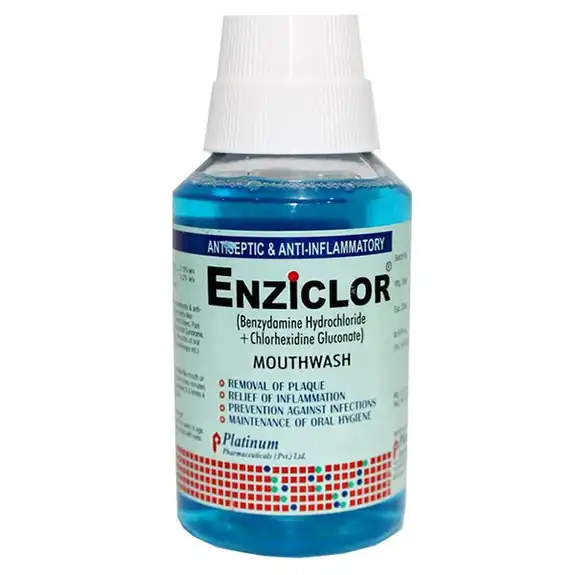 ANTISEPTIC & ANTI-INFLAMMATORY
ENZICLOR®
(Benzydamine Hydrochloride
+ Chlorhexidine Gluconate)
MOUTHWASH
REMOVAL OF PLAQUE
RELIEF OF INFLAMMATION
PREVENTION AGAINST INFECTIONS
MAINTENANCE OF ORAL HYGIENE
Platinum
Pharmaceuticals (Pvt.) Ltd.